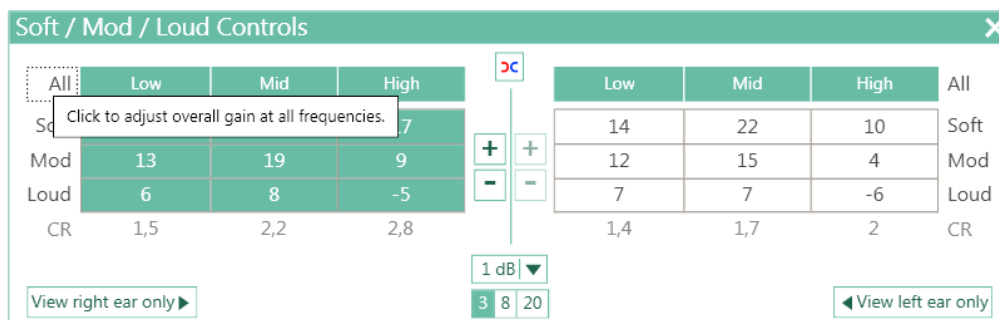 Soft / Mod / Loud Controls
All Low Mid High Low Mid High All
Click to adjust overall gain at all frequencies.
14 22 10 Soft
Mod 13 19 9 + + 12 15 4 Mod
Loud 6 8 -5 - - 7 7 -6 Loud
CR 1,5 2,2 2,8 1,4 1,7 2 CR
1 dB
View right ear only 3 8 20 View left ear only